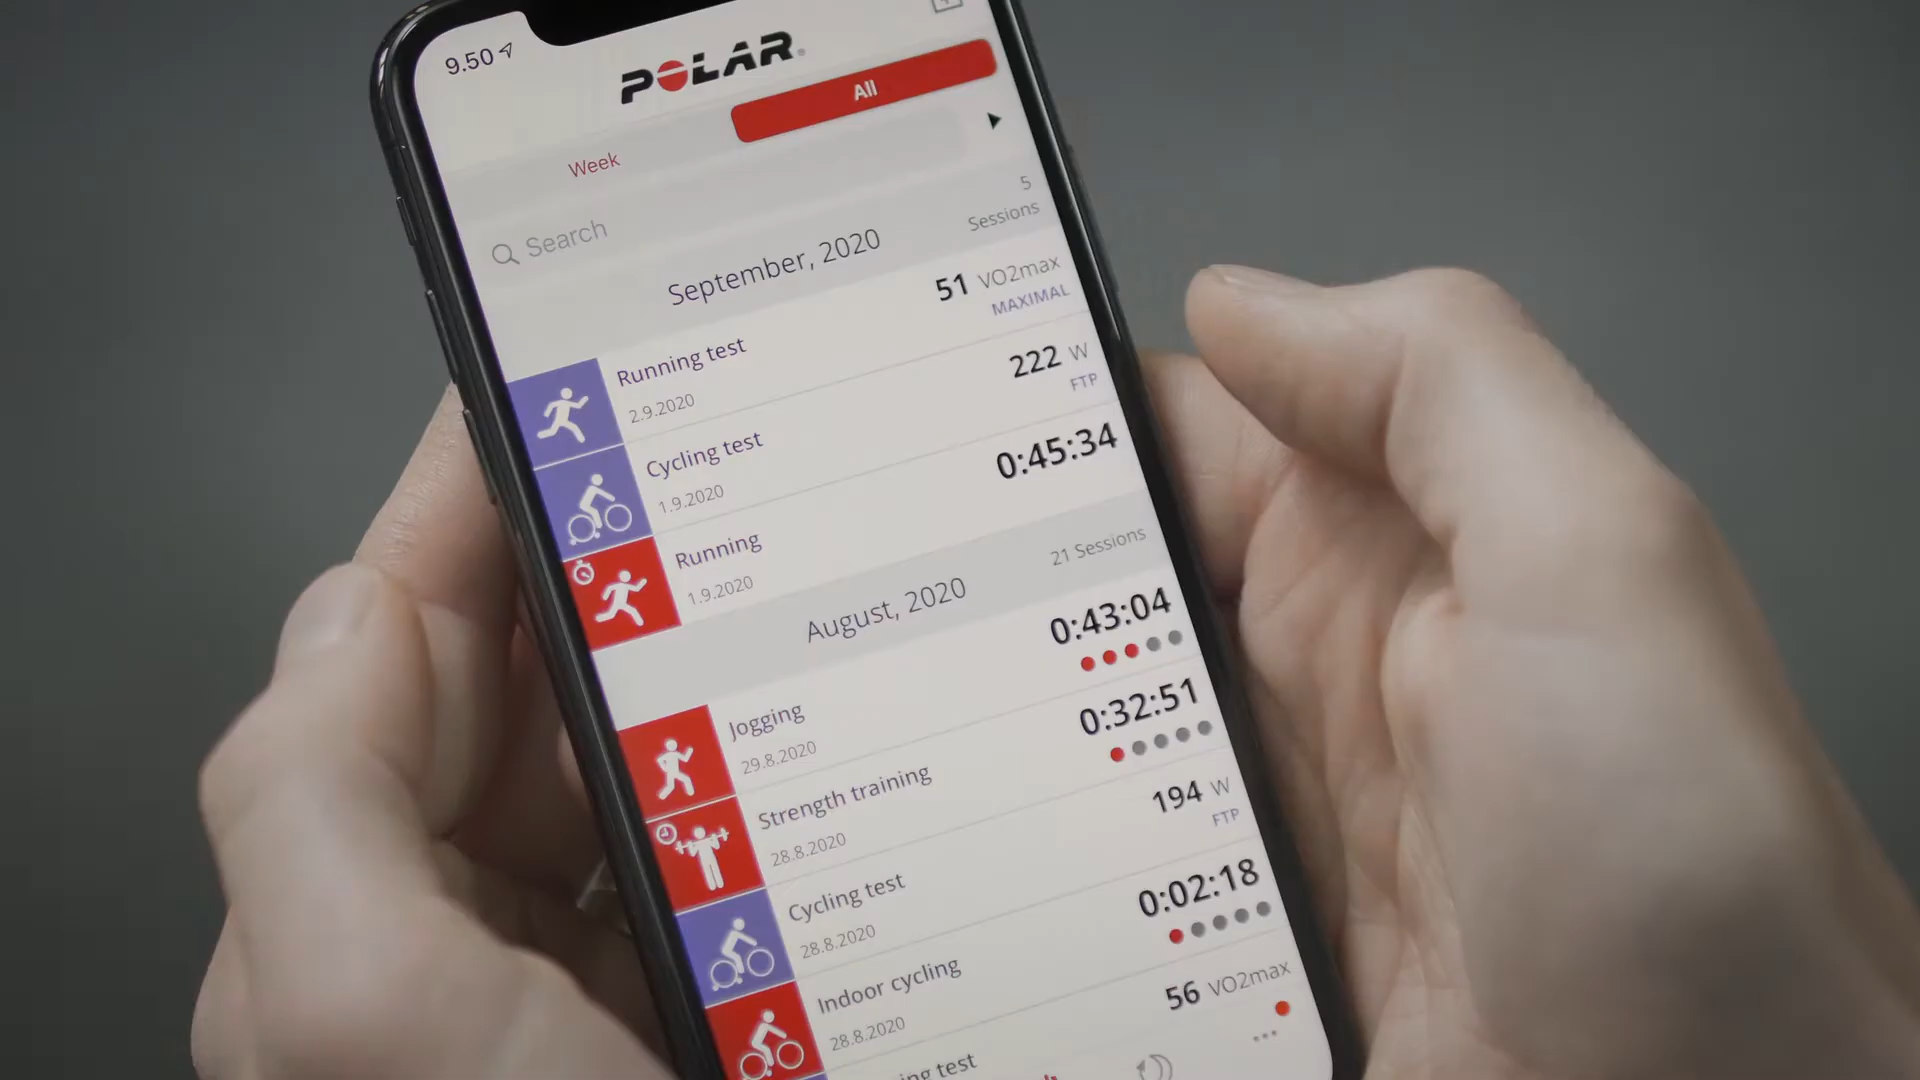 9.50
POLAR
Week
All
Search
September, 2020
5
Sessions
Running test
2.9.2020
51 VO2max
MAXIMAL
Cycling test
1.9.2020
222 W
FTP
Running
1.9.2020
0:45:34
August, 2020
21 Sessions
Jogging
29.8.2020
0:43:04
Strength training
28.8.2020
0:32:51
Cycling test
28.8.2020
194 W
FTP
Indoor cycling
28.8.2020
0:02:18
test
56 VO2max